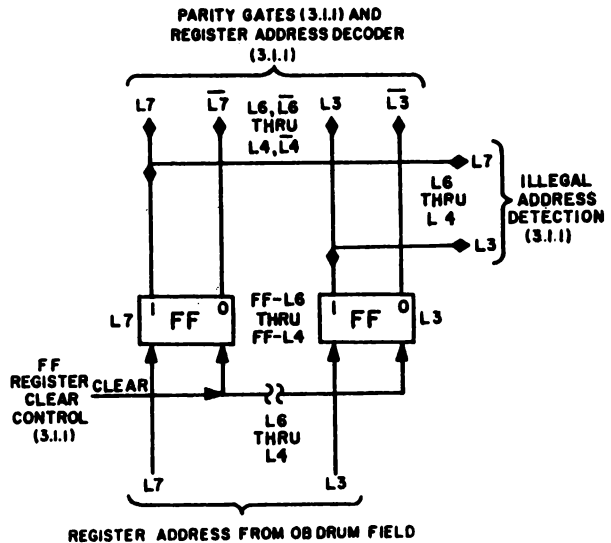 PARITY GATES (3.1.1) AND
REGISTER ADDRESS DECODER
(3.1.1)
L7
L̅7̅
L6, L̅6̅
THRU
L4, L̅4̅
L3
L̅3̅
L7
L6
THRU
L4
L3
ILLEGAL
ADDRESS
DETECTION
(3.1.1)
L7
1
0
FF
FF-L6
THRU
FF-L4
1
0
FF
L3
FF
REGISTER
CLEAR
CONTROL
(3.1.1)
CLEAR
L6
THRU
L4
L7
L3
REGISTER ADDRESS FROM OB DRUM FIELD